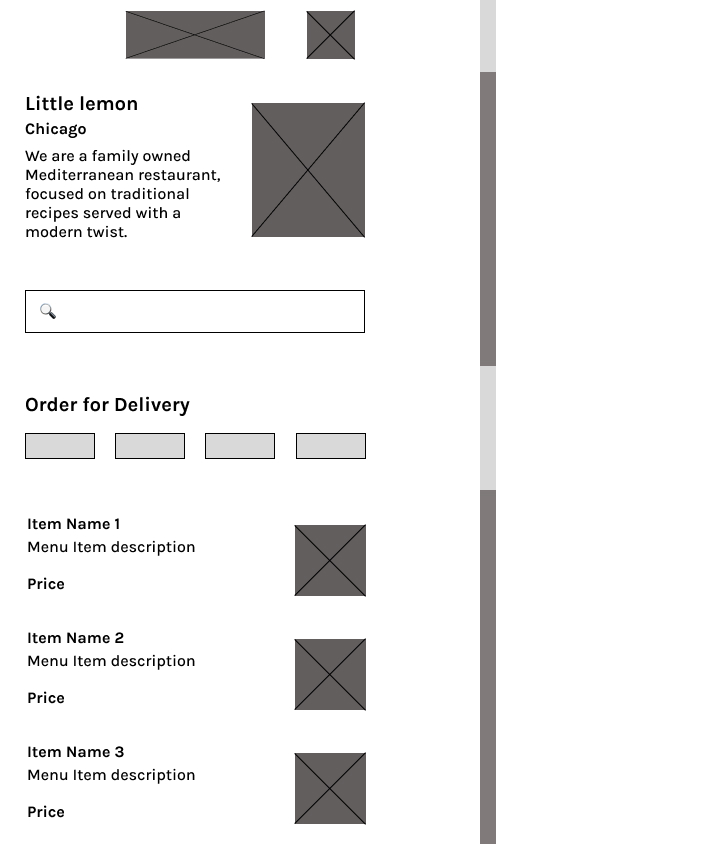 Little lemon
Chicago
We are a family owned
Mediterranean restaurant,
focused on traditional
recipes served with a
modern twist.
Order for Delivery
Item Name 1
Menu Item description
Price
Item Name 2
Menu Item description
Price
Item Name 3
Menu Item description
Price